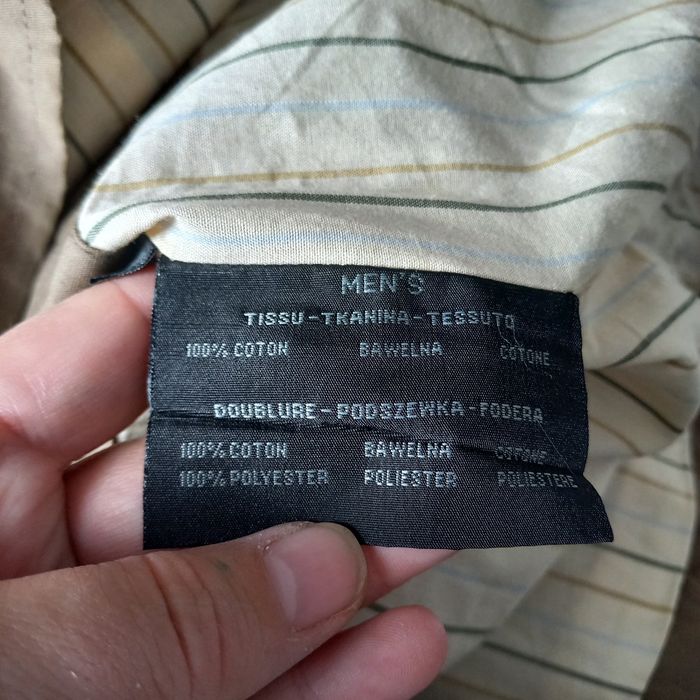 MEN'S
TISSU-TKANINA-TESSUTO
100% COTON BAWELNA COTONE
DOUBLURE-PODSZEWKA-FODERA
100% COTON BAWELNA COTONE
100% POLYESTER POLIESTER POLIESTERE